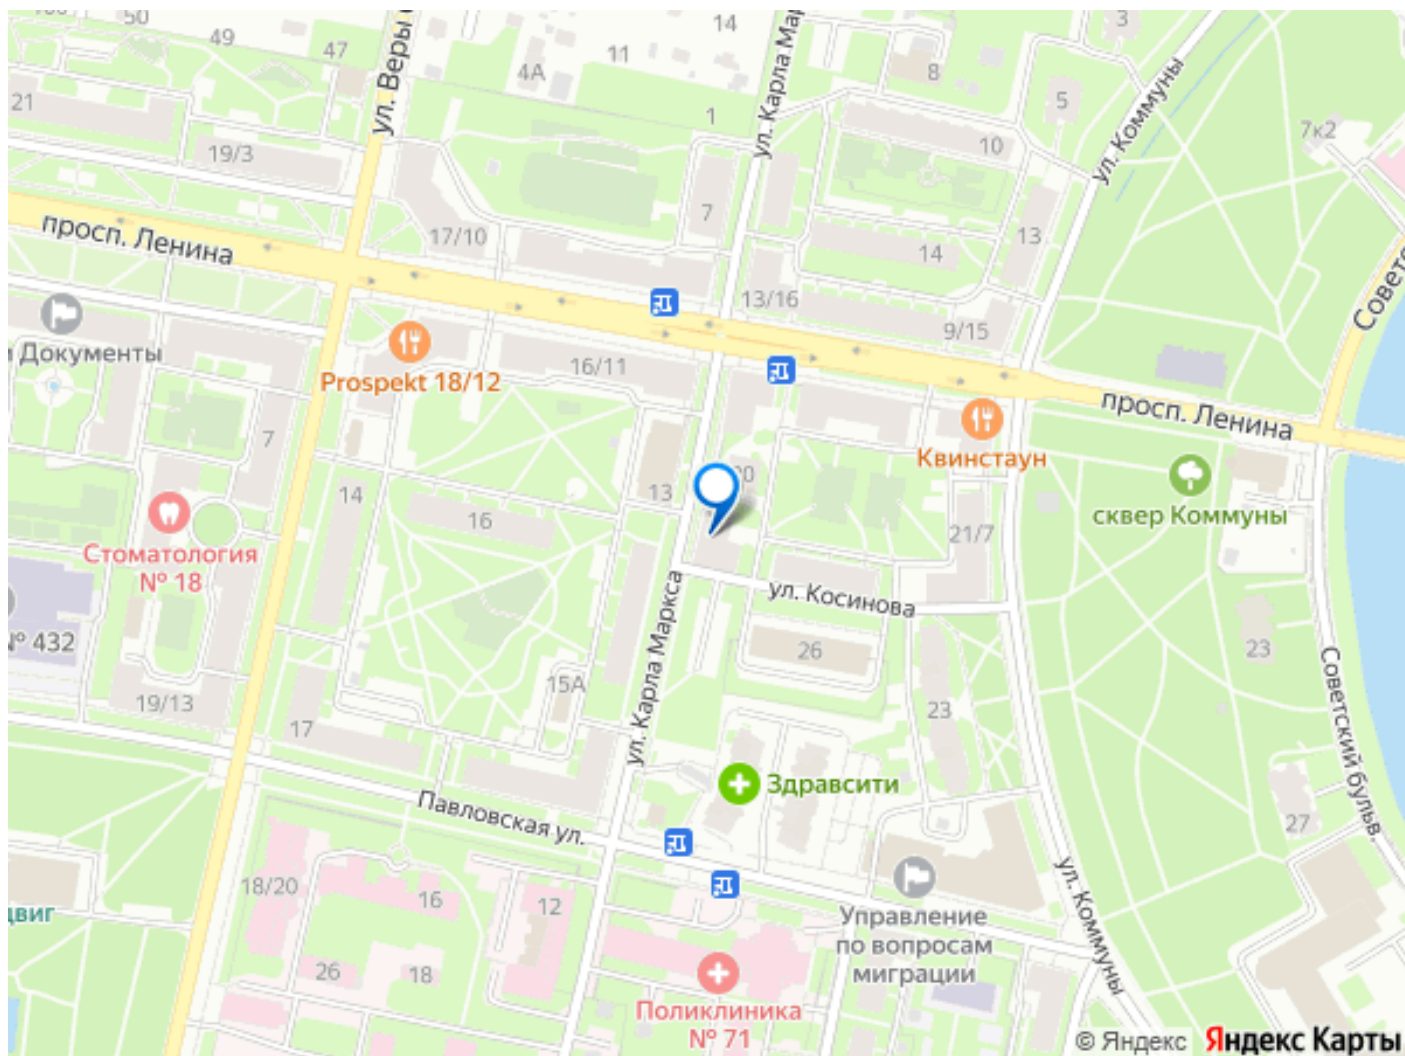 50
49
47
14
11
4А
3
8
5
1
7к2
21
19/3
10
ул. Веры
ул. Карла Мар
ул. Коммуны
7
17/10
14
13
просп. Ленина
13/16
9/15
Советс
Документы
Prospekt 18/12
16/11
просп. Ленина
Квинстаун
7
14
16
13
сквер Коммуны
21/7
Стоматология
№ 18
ул. Косинова
№ 432
ул. Карла Маркса
26
23
19/13
17
15А
23
Советский бульв.
Здравсити
27
Павловская ул.
18/20
16
12
Управление
по вопросам
миграции
ул. Коммуны
двиг
26
18
Поликлиника
№ 71
© Яндекс Яндекс Карты